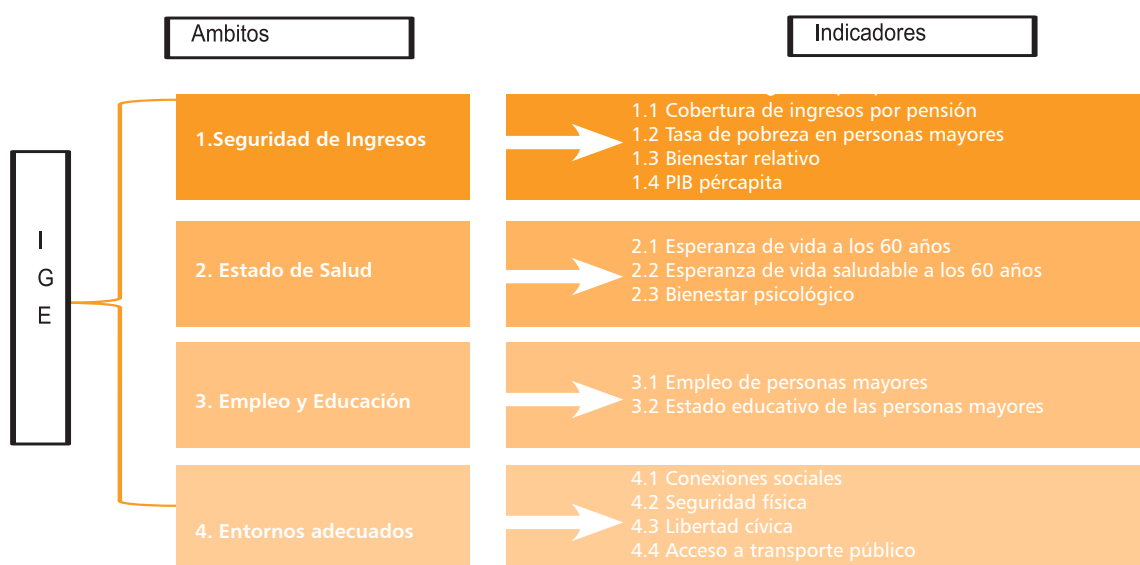 Ambitos
Indicadores
I
G
E
1.Seguridad de Ingresos
1.1 Cobertura de ingresos por pensión
1.2 Tasa de pobreza en personas mayores
1.3 Bienestar relativo
1.4 PIB pércapita
2. Estado de Salud
2.1 Esperanza de vida a los 60 años
2.2 Esperanza de vida saludable a los 60 años
2.3 Bienestar psicológico
3. Empleo y Educación
3.1 Empleo de personas mayores
3.2 Estado educativo de las personas mayores
4. Entornos adecuados
4.1 Conexiones sociales
4.2 Seguridad física
4.3 Libertad cívica
4.4 Acceso a transporte público